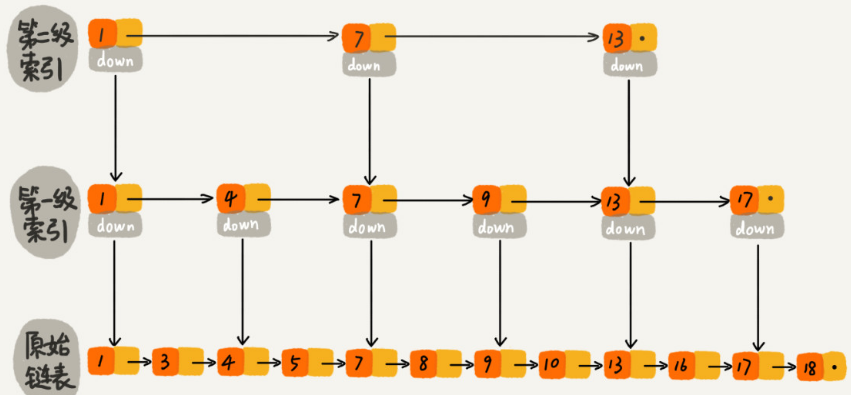 第二级
索引
1 7 13
down down down
第一级
索引
1 4 7 9 13 17
down down down down down down
原始
链表
1 3 4 5 7 8 9 10 13 16 17 18